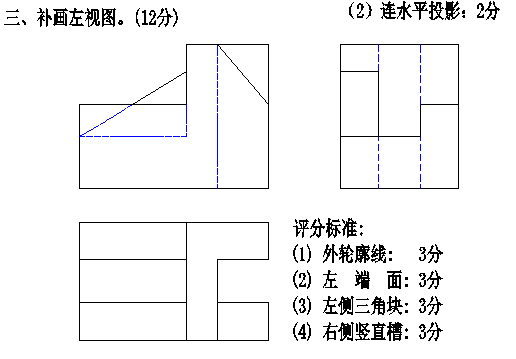 三、补画左视图。(12分)
(2) 连水平投影: 2分
评分标准:
(1) 外轮廓线: 3分
(2) 左 端 面: 3分
(3) 左侧三角块: 3分
(4) 右侧竖直槽: 3分